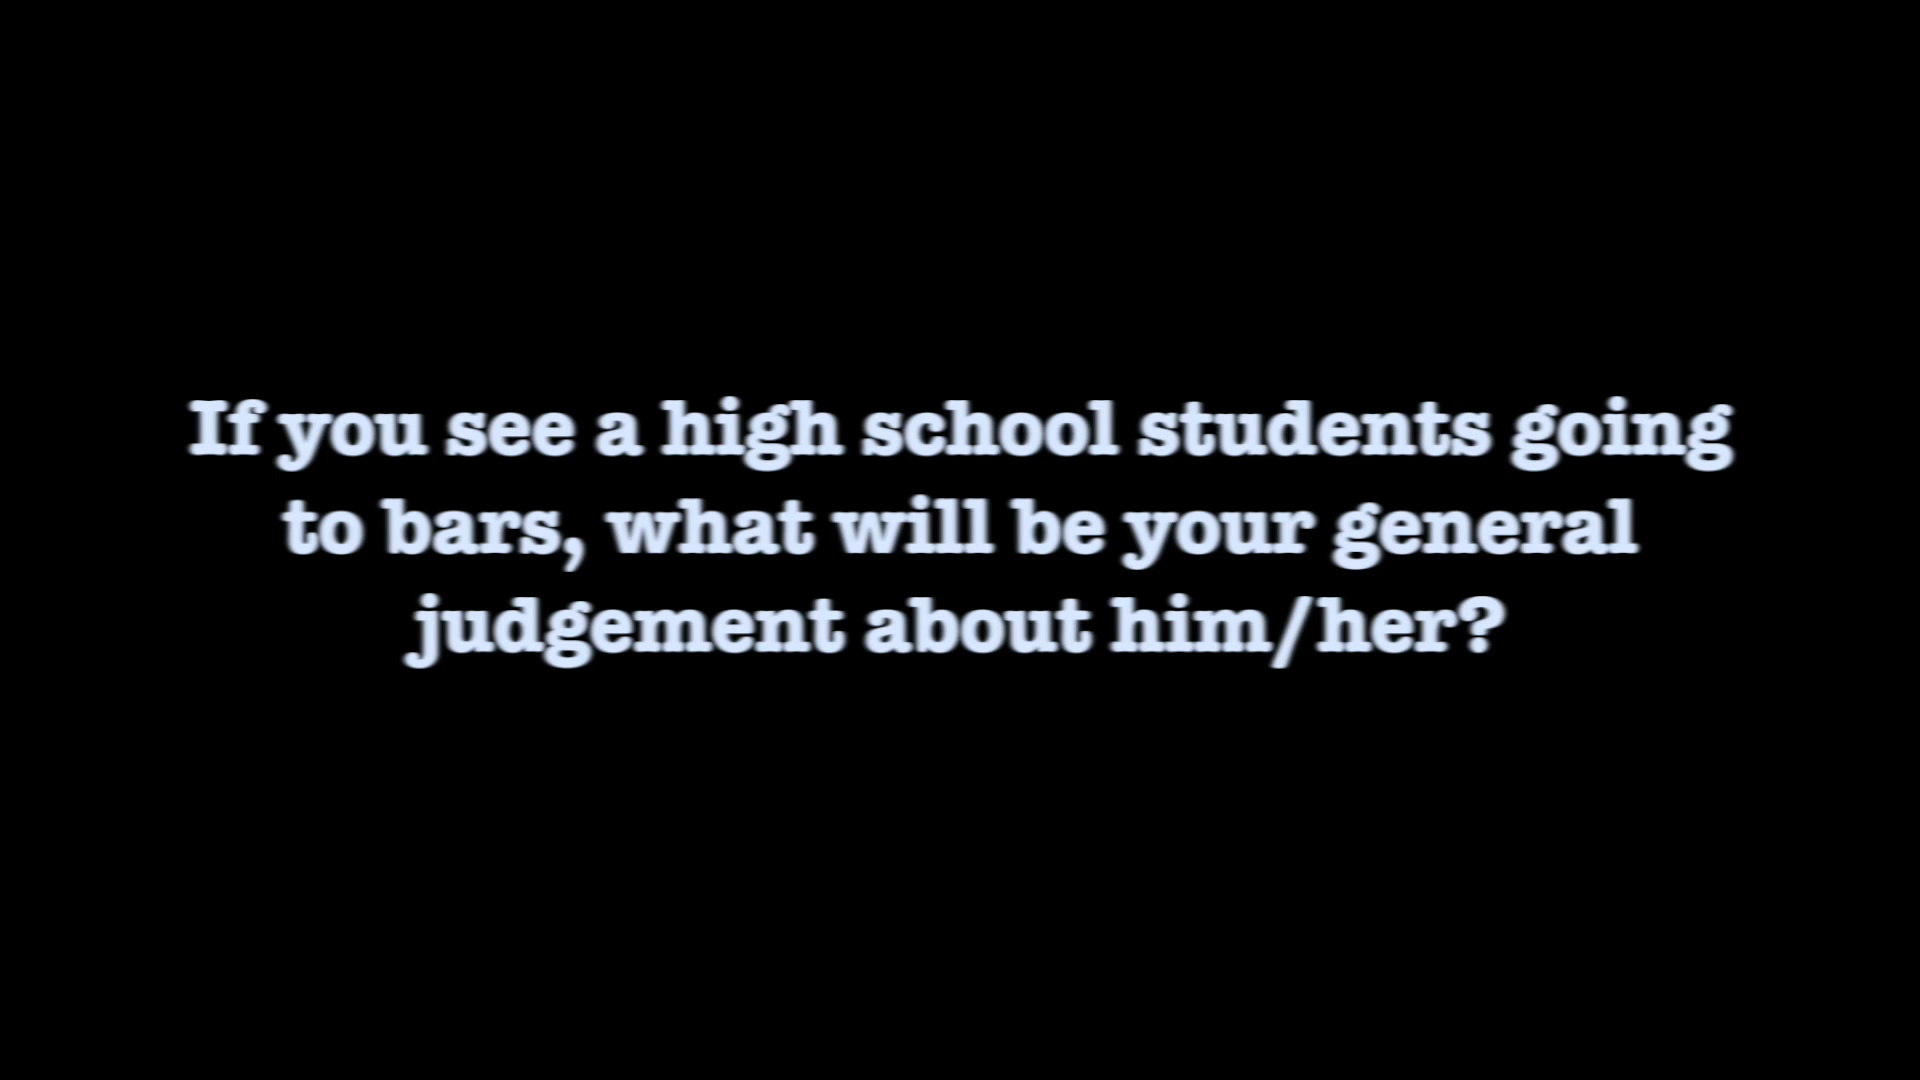 If you see a high school students going
to bars, what will be your general
judgement about him/her?